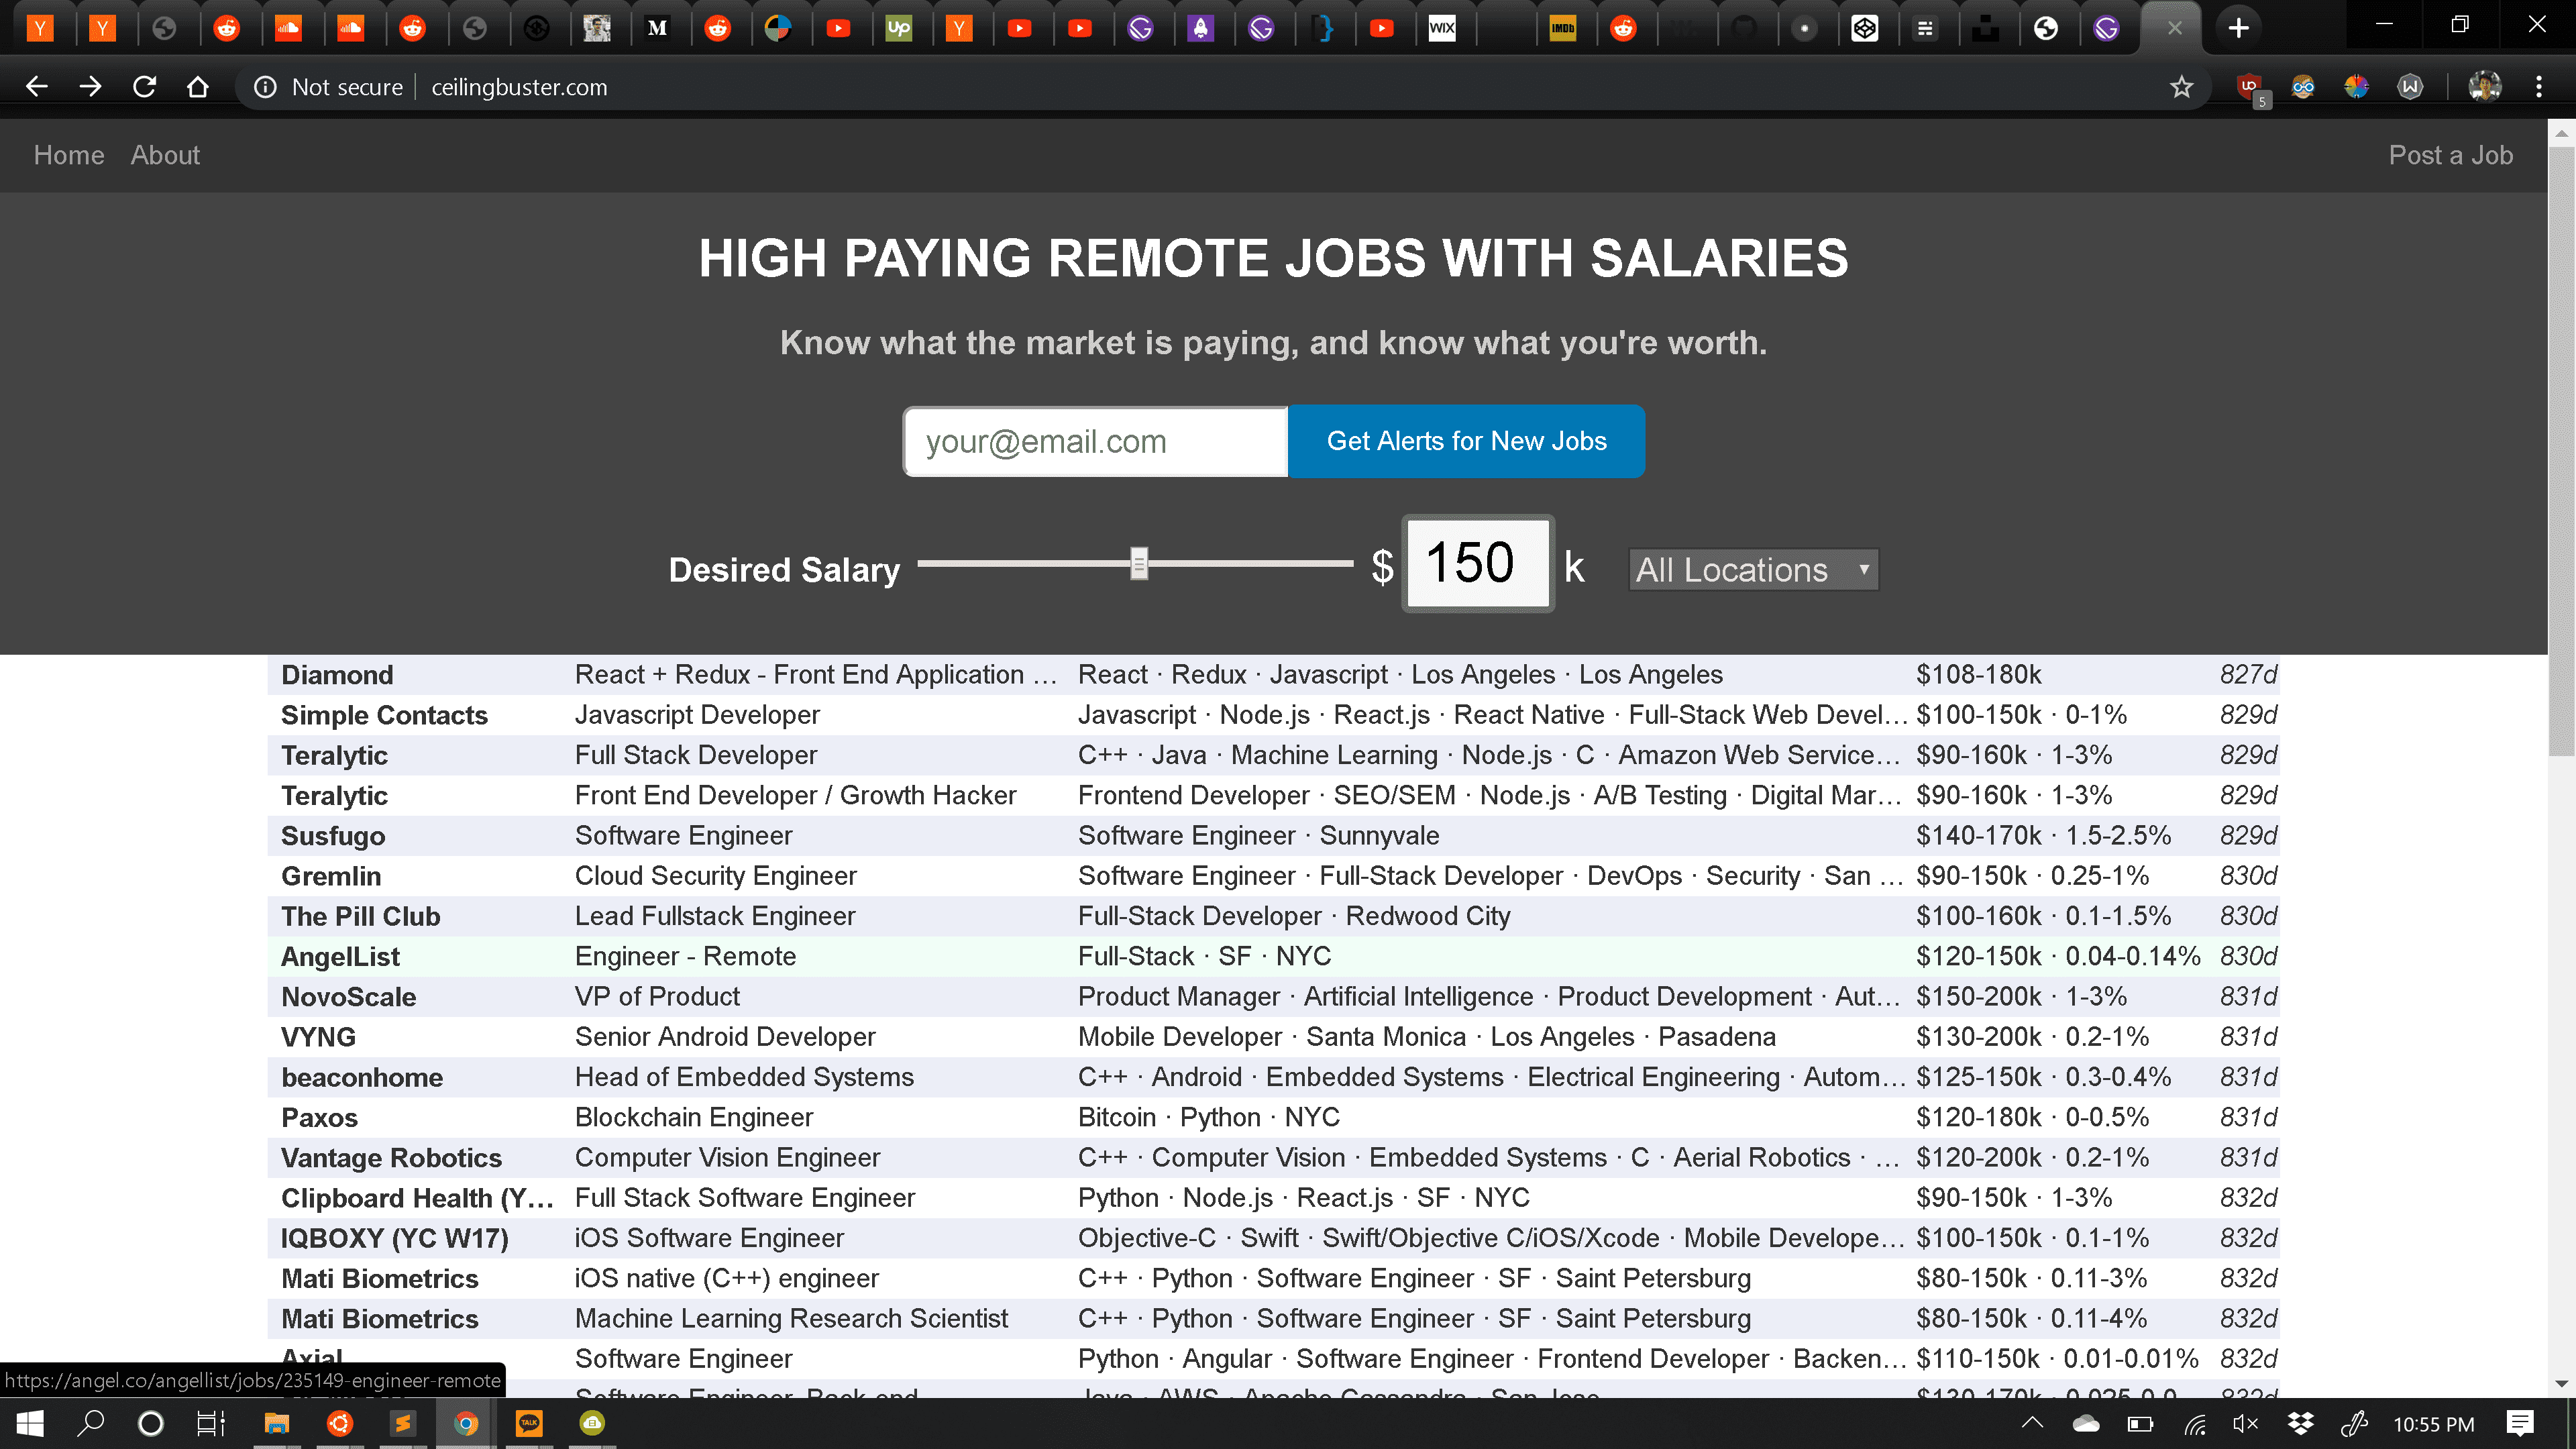 Not secure ceilingbuster.com
5
Home About Post a Job
HIGH PAYING REMOTE JOBS WITH SALARIES
Know what the market is paying, and know what you're worth.
your@email.com Get Alerts for New Jobs
Desired Salary $ 150 k All Locations
Diamond React + Redux - Front End Application … React · Redux · Javascript · Los Angeles · Los Angeles $108-180k 827d
Simple Contacts Javascript Developer Javascript · Node.js · React.js · React Native · Full-Stack Web Devel… $100-150k · 0-1% 829d
Teralytic Full Stack Developer C++ · Java · Machine Learning · Node.js · C · Amazon Web Service… $90-160k · 1-3% 829d
Teralytic Front End Developer / Growth Hacker Frontend Developer · SEO/SEM · Node.js · A/B Testing · Digital Mar… $90-160k · 1-3% 829d
Susfugo Software Engineer Software Engineer · Sunnyvale $140-170k · 1.5-2.5% 829d
Gremlin Cloud Security Engineer Software Engineer · Full-Stack Developer · DevOps · Security · San … $90-150k · 0.25-1% 830d
The Pill Club Lead Fullstack Engineer Full-Stack Developer · Redwood City $100-160k · 0.1-1.5% 830d
AngelList Engineer - Remote Full-Stack · SF · NYC $120-150k · 0.04-0.14% 830d
NovoScale VP of Product Product Manager · Artificial Intelligence · Product Development · Aut… $150-200k · 1-3% 831d
VYNG Senior Android Developer Mobile Developer · Santa Monica · Los Angeles · Pasadena $130-200k · 0.2-1% 831d
beaconhome Head of Embedded Systems C++ · Android · Embedded Systems · Electrical Engineering · Autom… $125-150k · 0.3-0.4% 831d
Paxos Blockchain Engineer Bitcoin · Python · NYC $120-180k · 0-0.5% 831d
Vantage Robotics Computer Vision Engineer C++ · Computer Vision · Embedded Systems · C · Aerial Robotics · … $120-200k · 0.2-1% 831d
Clipboard Health (Y… Full Stack Software Engineer Python · Node.js · React.js · SF · NYC $90-150k · 1-3% 832d
IQBOXY (YC W17) iOS Software Engineer Objective-C · Swift · Swift/Objective C/iOS/Xcode · Mobile Develope… $100-150k · 0.1-1% 832d
Mati Biometrics iOS native (C++) engineer C++ · Python · Software Engineer · SF · Saint Petersburg $80-150k · 0.11-3% 832d
Mati Biometrics Machine Learning Research Scientist C++ · Python · Software Engineer · SF · Saint Petersburg $80-150k · 0.11-4% 832d
Axial Software Engineer Python · Angular · Software Engineer · Frontend Developer · Backen… $110-150k · 0.01-0.01% 832d
https://angel.co/angellist/jobs/235149-engineer-remote
Software Engineer, Back-end Java · AWS · Apache Cassandra · San Jose $130-170k 832d
10:55 PM